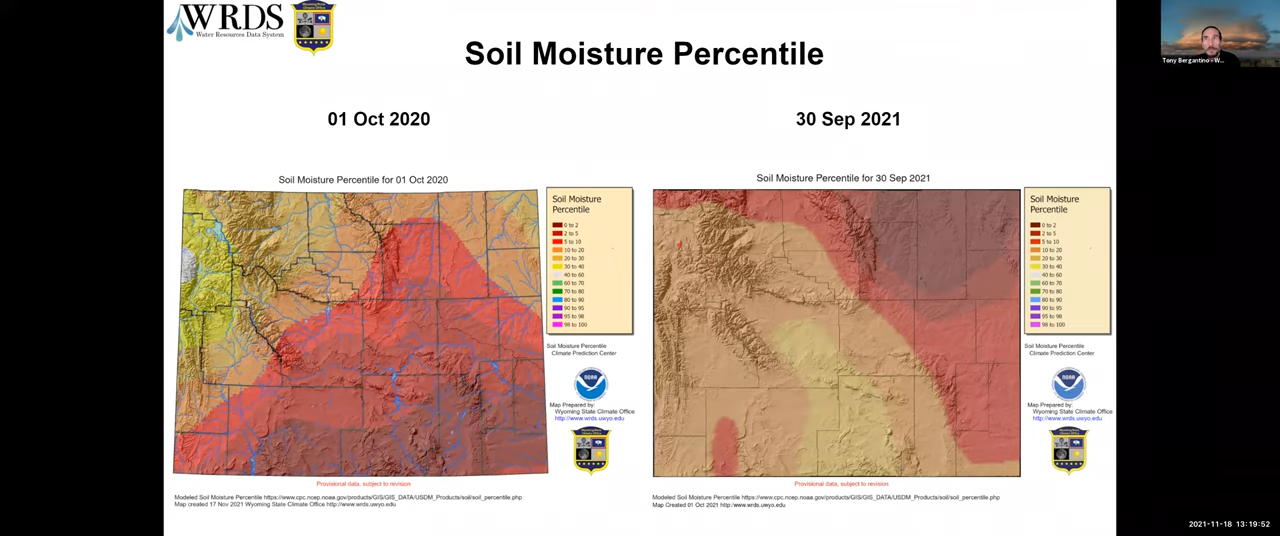 WRDS
Water Resources Data System
Soil Moisture Percentile
Tony Bergantino - W...
01 Oct 2020
30 Sep 2021
Soil Moisture Percentile for 01 Oct 2020
Soil Moisture
Percentile
0 to 2
2 to 5
5 to 10
10 to 20
20 to 30
30 to 40
40 to 60
60 to 70
70 to 80
80 to 90
90 to 95
95 to 98
98 to 100
Soil Moisture Percentile
Climate Prediction Center
NOAA
Map Prepared by:
Wyoming State Climate Office
http://www.wrds.uwyo.edu
Provisional data, subject to revision
Modeled Soil Moisture Percentile https://www.cpc.ncep.noaa.gov/products/GIS/GIS_DATA/USDM_Products/soil/soil_percentile.php
Map created 17 Nov 2021 Wyoming State Climate Office http://www.wrds.uwyo.edu
Soil Moisture Percentile for 30 Sep 2021
Soil Moisture
Percentile
0 to 2
2 to 5
5 to 10
10 to 20
20 to 30
30 to 40
40 to 60
60 to 70
70 to 80
80 to 90
90 to 95
95 to 98
98 to 100
Soil Moisture Percentile
Climate Prediction Center
NOAA
Map Prepared by:
Wyoming State Climate Office
http://www.wrds.uwyo.edu
Provisional data, subject to revision
Modeled Soil Moisture Percentile https://www.cpc.ncep.noaa.gov/products/GIS/GIS_DATA/USDM_Products/soil/soil_percentile.php
Map Created 01 Oct 2021 http:/www.wrds.uwyo.edu
2021-11-18 13:19:52